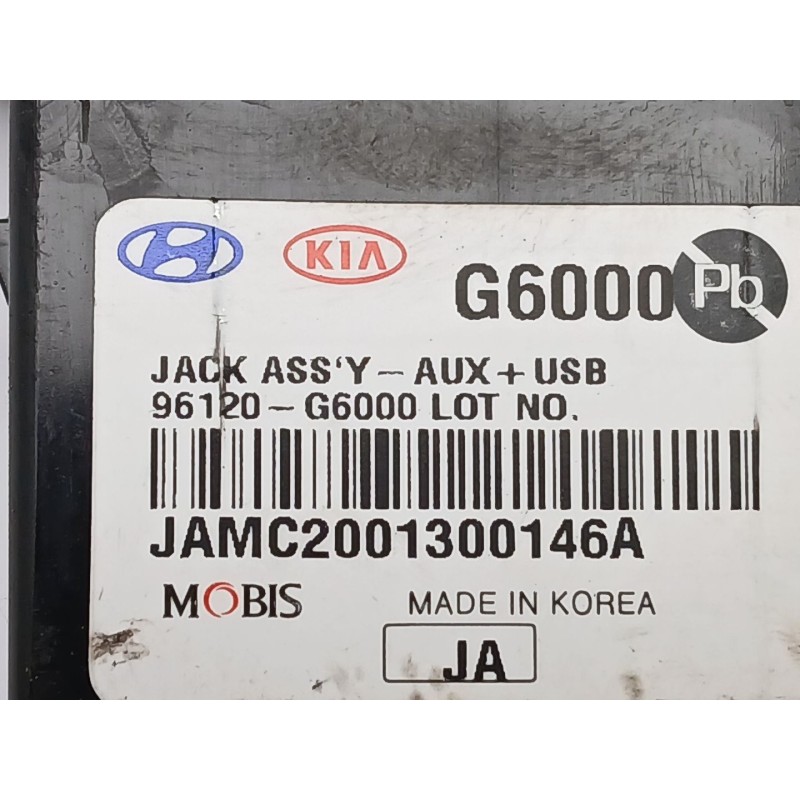 KIA
G6000 Pb
JACK ASS'Y - AUX + USB
96120 - G6000 LOT NO.
JAMC2001300146A
MOBIS MADE IN KOREA
JA